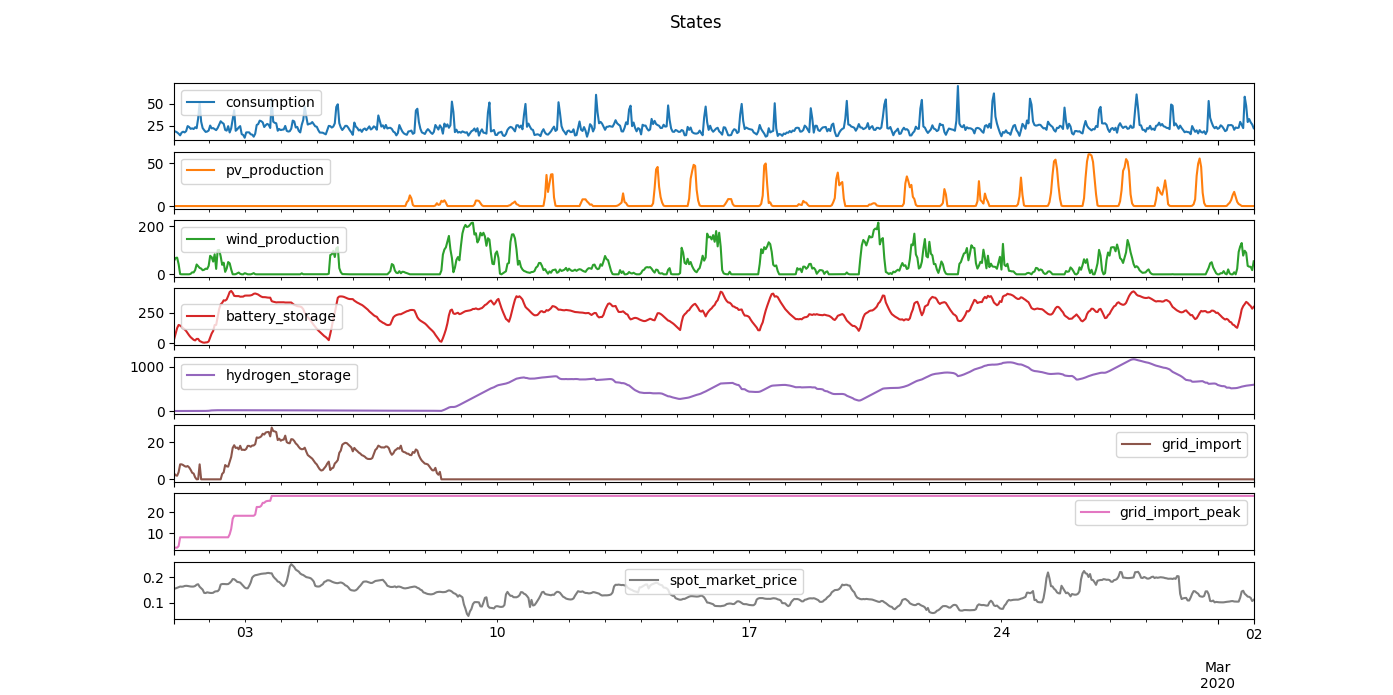 States
50
25
consumption
50
0
pv_production
200
0
wind_production
250
0
battery_storage
1000
0
hydrogen_storage
20
0
grid_import
20
10
grid_import_peak
0.2
0.1
spot_market_price
03
10
17
24
02
Mar
2020